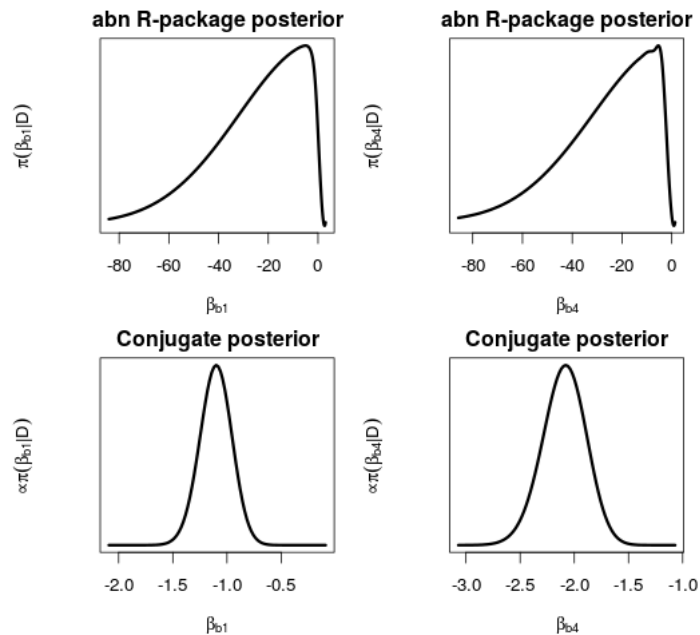 abn R-package posterior
abn R-package posterior
π(βb1|D)
π(βb4|D)
-80 -60 -40 -20 0
-80 -60 -40 -20 0
βb1
βb4
Conjugate posterior
Conjugate posterior
∝π(βb1|D)
∝π(βb4|D)
-2.0 -1.5 -1.0 -0.5
-3.0 -2.5 -2.0 -1.5 -1.0
βb1
βb4